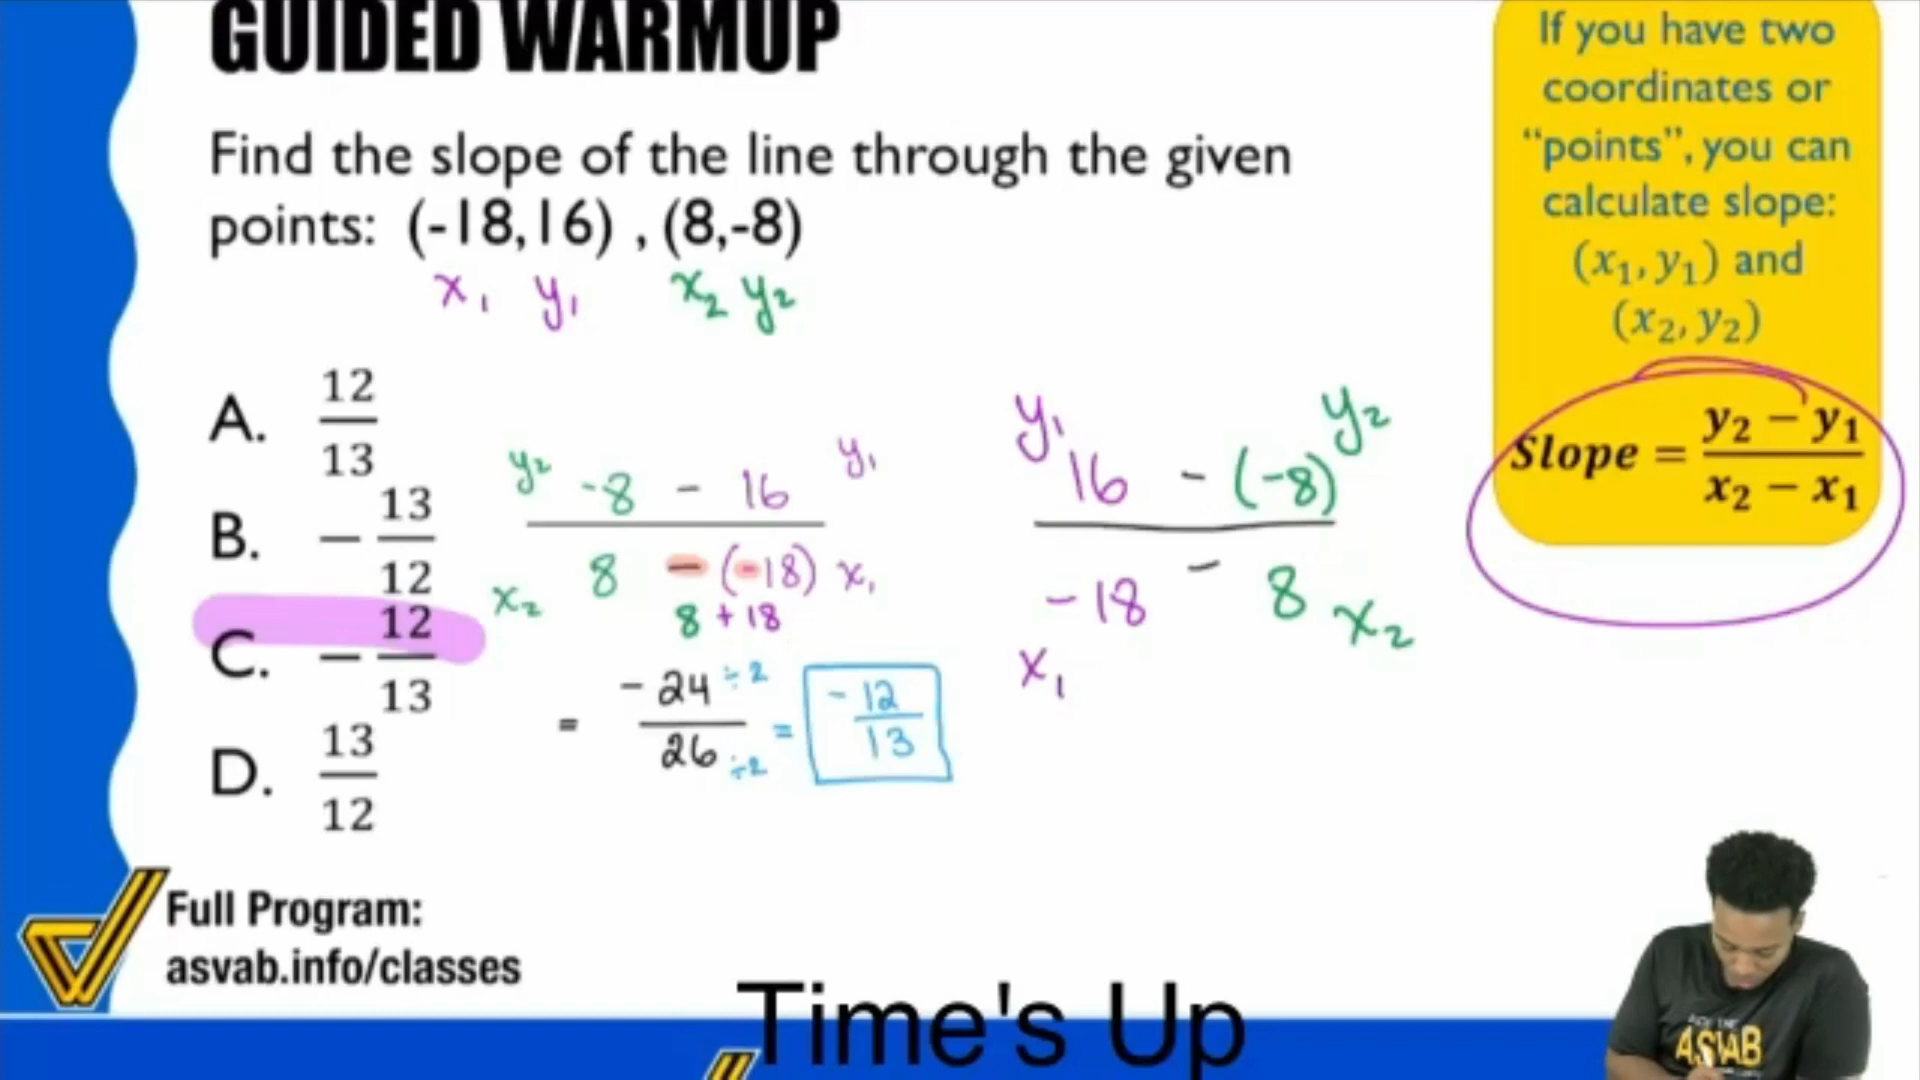 GUIDED WARMUP
Find the slope of the line through the given
points: (-18,16) , (8,-8)
x₁ y₁ x₂ y₂
A. 12/13
B. −13/12
C. −12/13
D. 13/12
y₂ -8 − 16 y₁
x₂ 8 − (-18) x₁
8 + 18
= -24 ÷2 / 26 ÷2 = -12/13
y₁ 16 − (-8) y₂
-18 − 8 x₂
x₁
If you have two
coordinates or
“points”, you can
calculate slope:
(x₁, y₁) and
(x₂, y₂)
Slope = y₂ − y₁ / x₂ − x₁
Full Program:
asvab.info/classes
Time's Up
ASVAB